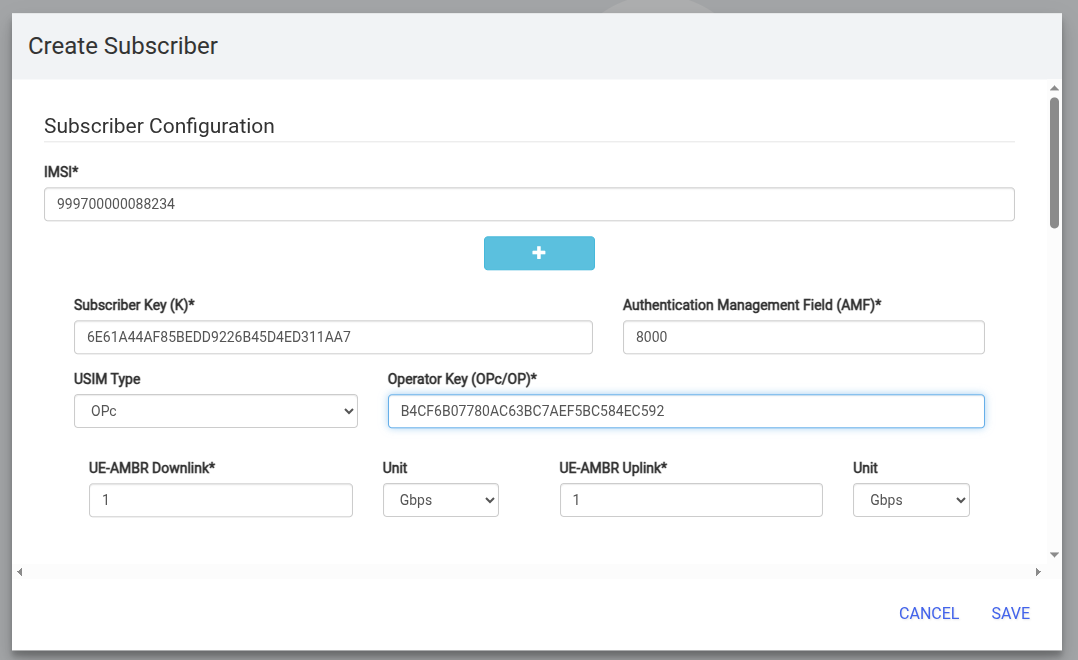 Create Subscriber
Subscriber Configuration
IMSI*
999700000088234
+
Subscriber Key (K)* Authentication Management Field (AMF)*
6E61A44AF85BEDD9226B45D4ED311AA7 8000
USIM Type Operator Key (OPc/OP)*
OPc B4CF6B07780AC63BC7AEF5BC584EC592
UE-AMBR Downlink* Unit UE-AMBR Uplink* Unit
1 Gbps 1 Gbps
CANCEL SAVE